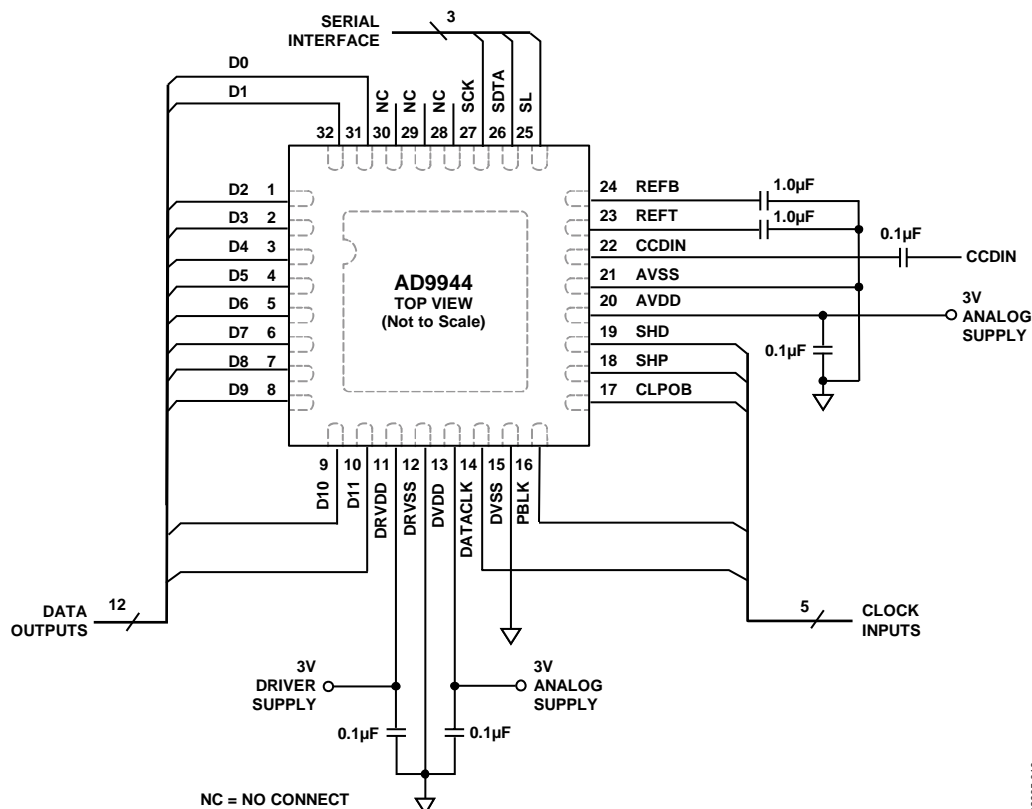 SERIAL
INTERFACE
3
D0
D1
NC
NC
NC
SCK
SDTA
SL
32
31
30
29
28
27
26
25
D2 1
D3 2
D4 3
D5 4
D6 5
D7 6
D8 7
D9 8
AD9944
TOP VIEW
(Not to Scale)
24 REFB
1.0µF
23 REFT
1.0µF
22 CCDIN
0.1µF
CCDIN
21 AVSS
20 AVDD
3V
ANALOG
SUPPLY
19 SHD
0.1µF
18 SHP
17 CLPOB
9
10
11
12
13
14
15
16
D10
D11
DRVDD
DRVSS
DVDD
DATACLK
DVSS
PBLK
DATA
OUTPUTS
12
5
CLOCK
INPUTS
3V
DRIVER
SUPPLY
3V
ANALOG
SUPPLY
0.1µF
0.1µF
NC = NO CONNECT